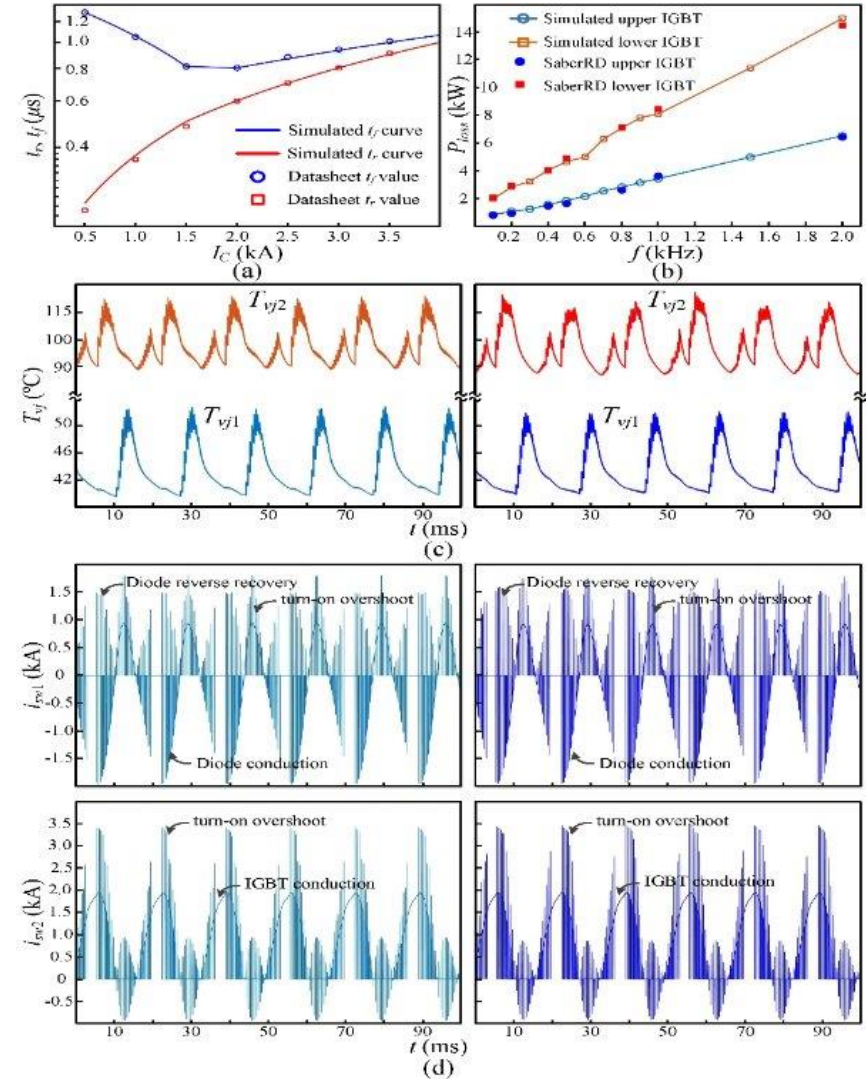 1.2
1.0
0.8
0.6
0.4
t_r, t_f (μs)
Simulated t_f curve
Simulated t_r curve
Datasheet t_f value
Datasheet t_r value
0.5 1.0 1.5 2.0 2.5 3.0 3.5
I_C (kA)
(a)
14
12
10
8
6
4
2
P_loss (kW)
Simulated upper IGBT
Simulated lower IGBT
SaberRD upper IGBT
SaberRD lower IGBT
0.2 0.4 0.6 0.8 1.0 1.2 1.4 1.6 1.8 2.0
f (kHz)
(b)
115
100
90
50
46
42
T_vj (ºC)
T_vj2
T_vj1
10 30 50 70 90
T_vj2
T_vj1
10 30 50 70 90
t (ms)
(c)
1.5
1.0
0.5
0
-0.5
-1.0
-1.5
i_sw1 (kA)
Diode reverse recovery
turn-on overshoot
Diode conduction
Diode reverse recovery
turn-on overshoot
Diode conduction
3.5
3.0
2.5
2.0
1.5
1.0
0.5
0
-0.5
i_sw2 (kA)
turn-on overshoot
IGBT conduction
turn-on overshoot
IGBT conduction
10 30 50 70 90
10 30 50 70 90
t (ms)
(d)